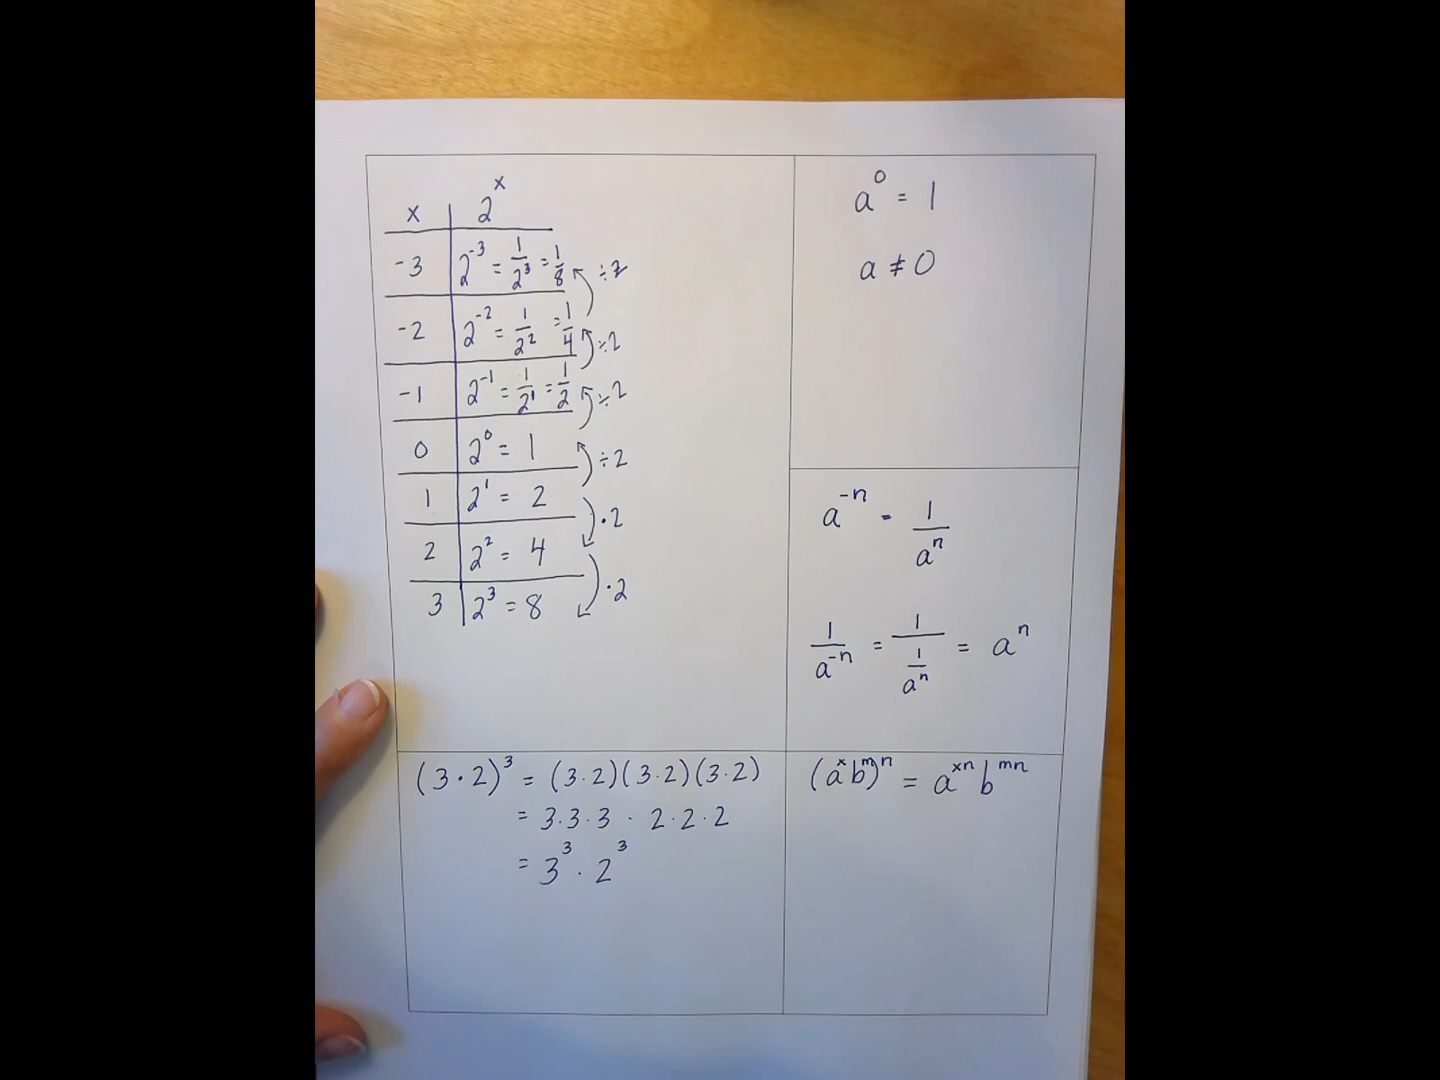 x | 2^x
-3 | 2^-3 = 1/2^3 = 1/8 ÷2
-2 | 2^-2 = 1/2^2 = 1/4 ÷2
-1 | 2^-1 = 1/2^1 = 1/2 ÷2
0 | 2^0 = 1 ÷2
1 | 2^1 = 2 ·2
2 | 2^2 = 4 ·2
3 | 2^3 = 8
a^0 = 1
a ≠ 0
a^-n = 1/a^n
1/a^-n = 1/(1/a^n) = a^n
(3·2)^3 = (3·2)(3·2)(3·2)
= 3·3·3 · 2·2·2
= 3^3 · 2^3
(a^x b^m)^n = a^xn b^mn